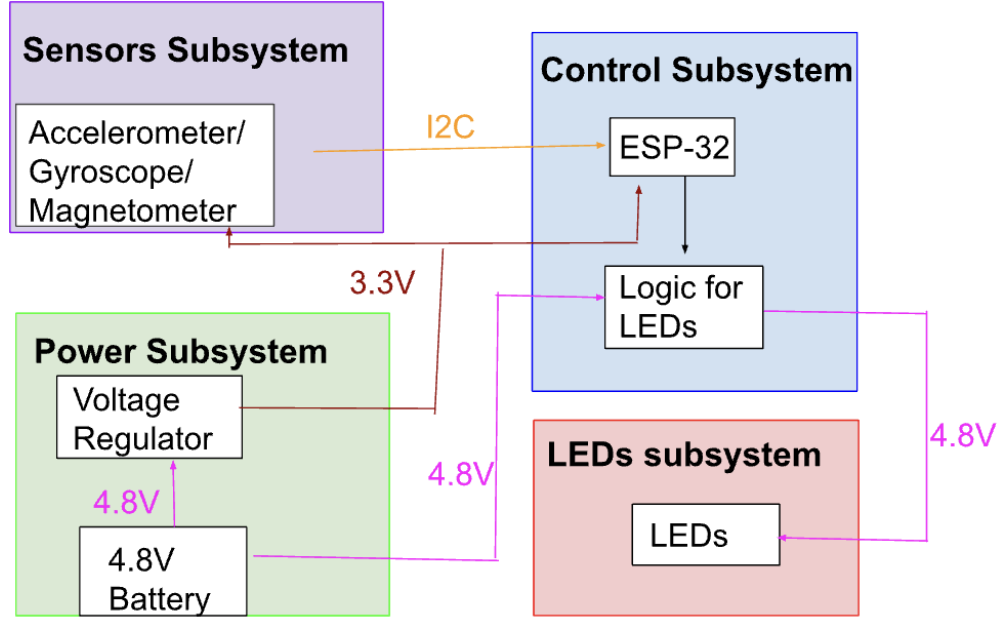 Sensors Subsystem
Accelerometer/
Gyroscope/
Magnetometer
I2C
Control Subsystem
ESP-32
Logic for
LEDs
3.3V
Power Subsystem
Voltage
Regulator
4.8V
4.8V
Battery
4.8V
4.8V
LEDs subsystem
LEDs